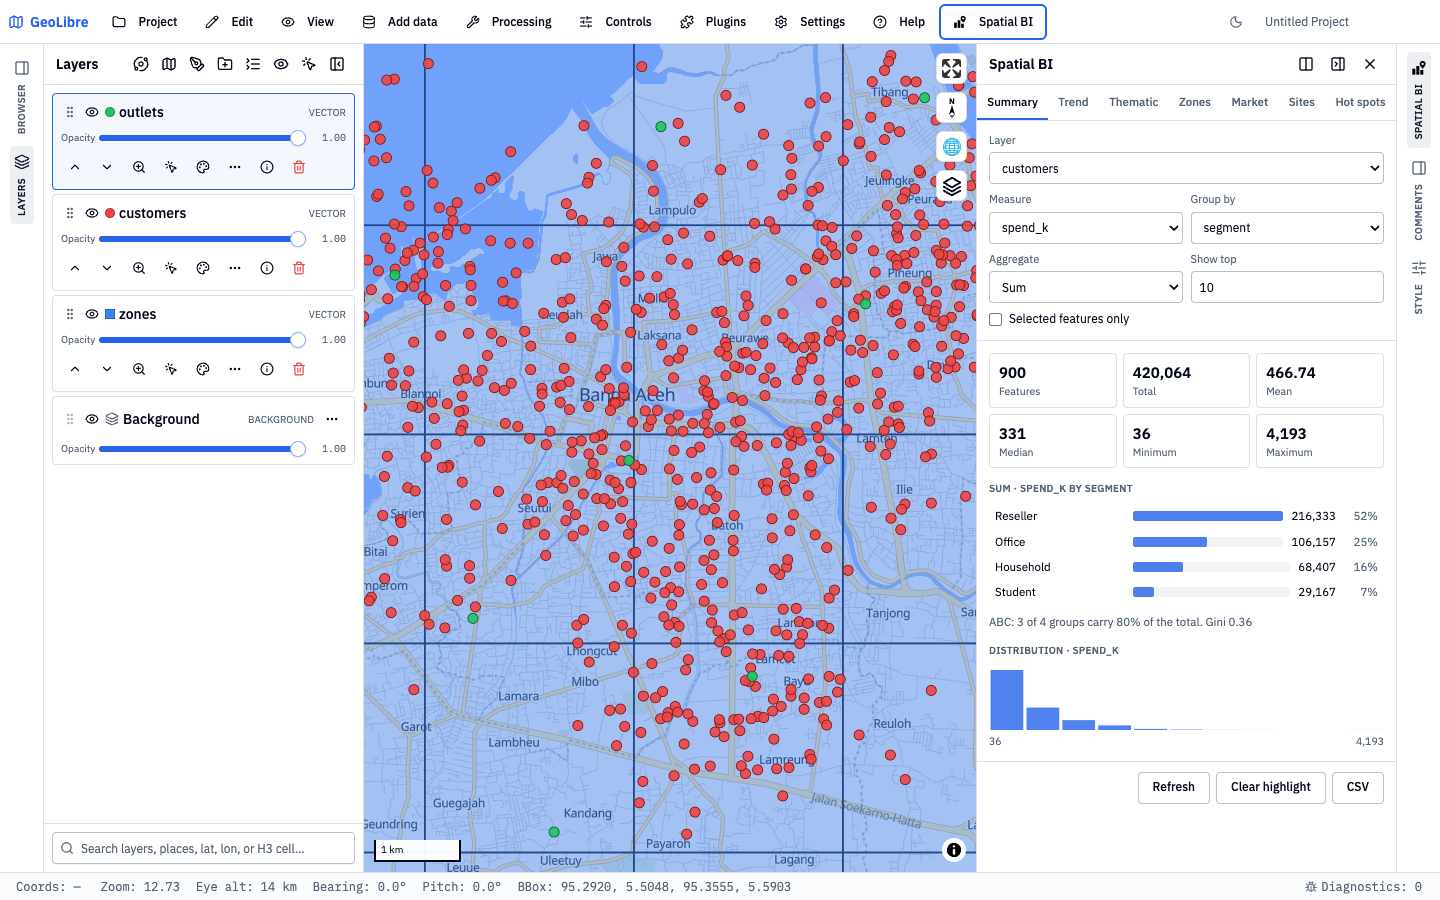 GeoLibre
Project
Edit
View
Add data
Processing
Controls
Plugins
Settings
Help
Spatial BI
Untitled Project
BROWSER
LAYERS
Layers
outlets
VECTOR
Opacity
1.00
customers
VECTOR
Opacity
1.00
zones
VECTOR
Opacity
1.00
Background
BACKGROUND
Opacity
1.00
Search layers, places, lat, lon, or H3 cell...
Tibang
Jeulingke
Lampulo
Jawa
Pineung
Laksana
Beurawe
Blangoi
Banda Aceh
Lamteh
Ilie
Surien
Seutui
Batoh
Bitai
Tanjong
Lhongcut
Lamcot
Mibo
Lamara
Garot
Reuloh
Lambheu
Lamreung
Guegajah
Kandang
Jalan Soekarno-Hatta
Geundring
Payaroh
Lagang
Uleetuy
Leuue
N
1 km
Spatial BI
Summary
Trend
Thematic
Zones
Market
Sites
Hot spots
Layer
customers
Measure
Group by
spend_k
segment
Aggregate
Show top
Sum
10
Selected features only
900
Features
420,064
Total
466.74
Mean
331
Median
36
Minimum
4,193
Maximum
SUM · SPEND_K BY SEGMENT
Reseller 216,333 52%
Office 106,157 25%
Household 68,407 16%
Student 29,167 7%
ABC: 3 of 4 groups carry 80% of the total. Gini 0.36
DISTRIBUTION · SPEND_K
36
4,193
Refresh
Clear highlight
CSV
SPATIAL BI
COMMENTS
STYLE
Coords: —
Zoom: 12.73
Eye alt: 14 km
Bearing: 0.0°
Pitch: 0.0°
BBox: 95.2920, 5.5048, 95.3555, 5.5903
Diagnostics: 0